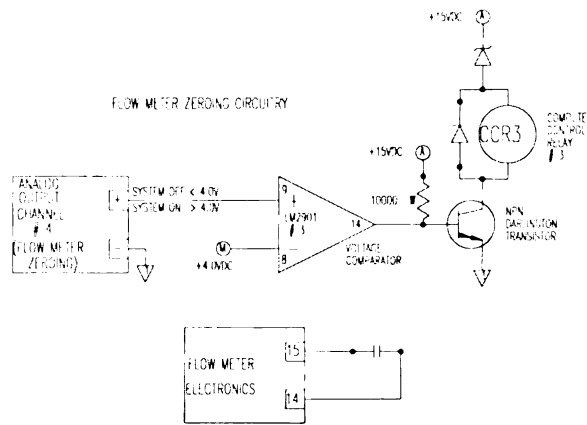 +15VDC
A
FLOW METER ZEROING CIRCUITRY
CCR3
COMPUTE
CONTROL
RELAY
# 3
+15VDC
A
ANALOG
OUTPUT
CHANNEL
# 4
(FLOW METER
ZEROING)
+
-
SYSTEM OFF < 4.0V
SYSTEM ON > 4.0V
9
+
LM2901
# 3
14
-
8
M
+4.0VDC
VOLTAGE
COMPARATOR
NPN
DARLINGTON
TRANSISTOR
FLOW METER
ELECTRONICS
15
14